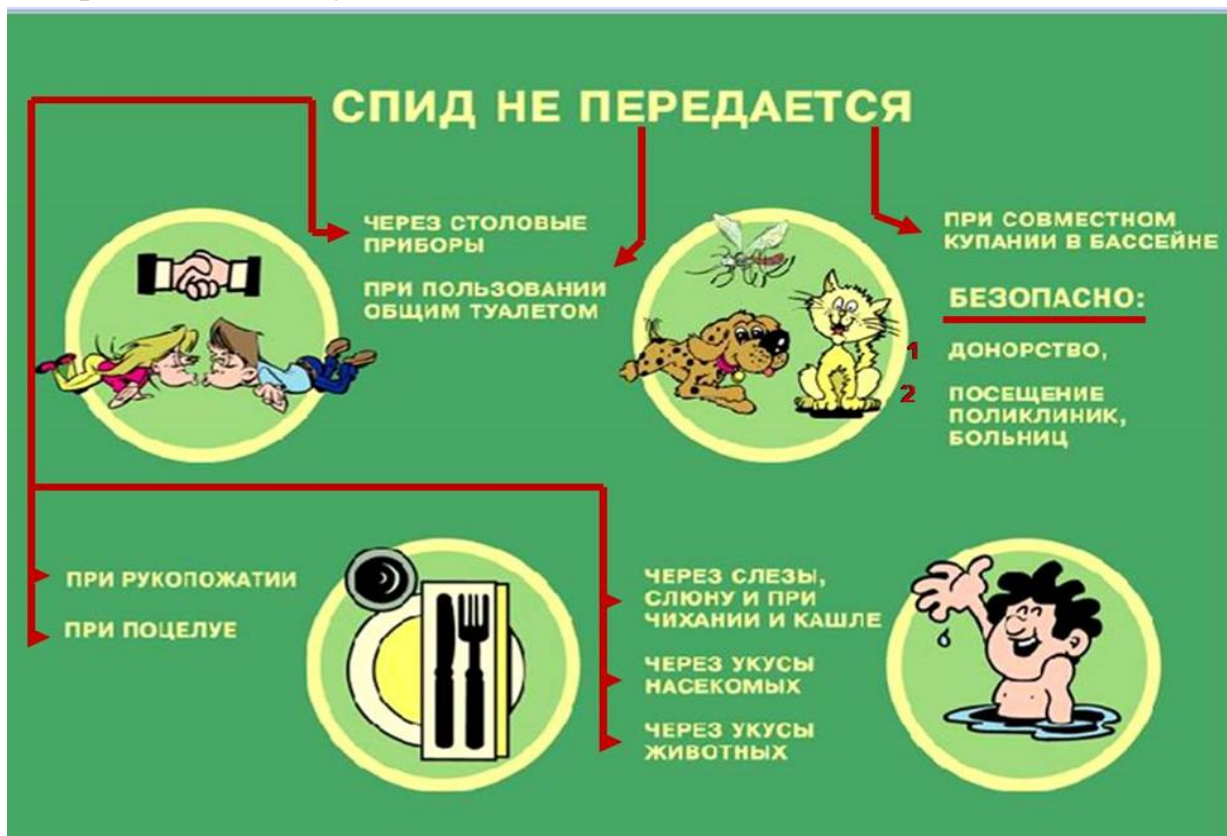 СПИД НЕ ПЕРЕДАЕТСЯ
ЧЕРЕЗ СТОЛОВЫЕ
ПРИБОРЫ
ПРИ ПОЛЬЗОВАНИИ
ОБЩИМ ТУАЛЕТОМ
ПРИ СОВМЕСТНОМ
КУПАНИИ В БАССЕЙНЕ
БЕЗОПАСНО:
1 ДОНОРСТВО,
2 ПОСЕЩЕНИЕ
ПОЛИКЛИНИК,
БОЛЬНИЦ
ПРИ РУКОПОЖАТИИ
ПРИ ПОЦЕЛУЕ
ЧЕРЕЗ СЛЕЗЫ,
СЛЮНУ И ПРИ
ЧИХАНИИ И КАШЛЕ
ЧЕРЕЗ УКУСЫ
НАСЕКОМЫХ
ЧЕРЕЗ УКУСЫ
ЖИВОТНЫХ